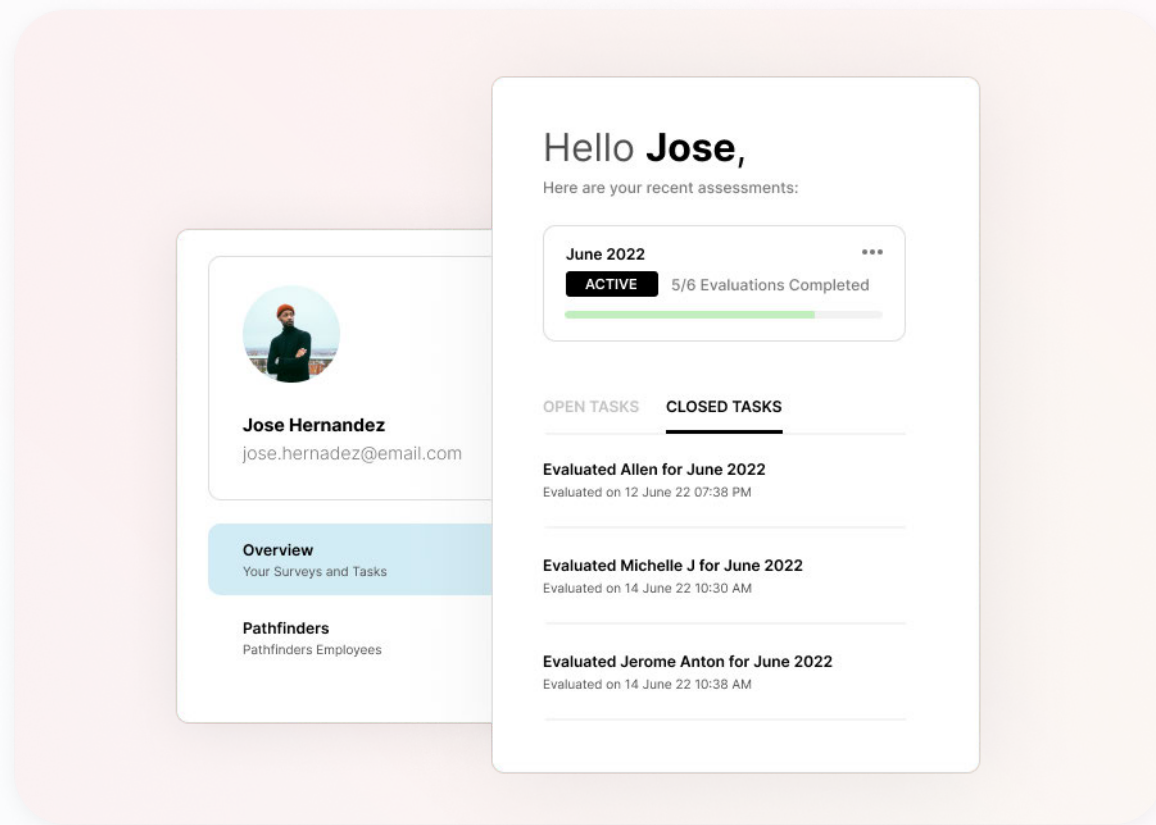 Hello Jose,
Here are your recent assessments:
June 2022
ACTIVE 5/6 Evaluations Completed
OPEN TASKS CLOSED TASKS
Evaluated Allen for June 2022
Evaluated on 12 June 22 07:38 PM
Evaluated Michelle J for June 2022
Evaluated on 14 June 22 10:30 AM
Evaluated Jerome Anton for June 2022
Evaluated on 14 June 22 10:38 AM
Jose Hernandez
jose.hernadez@email.com
Overview
Your Surveys and Tasks
Pathfinders
Pathfinders Employees